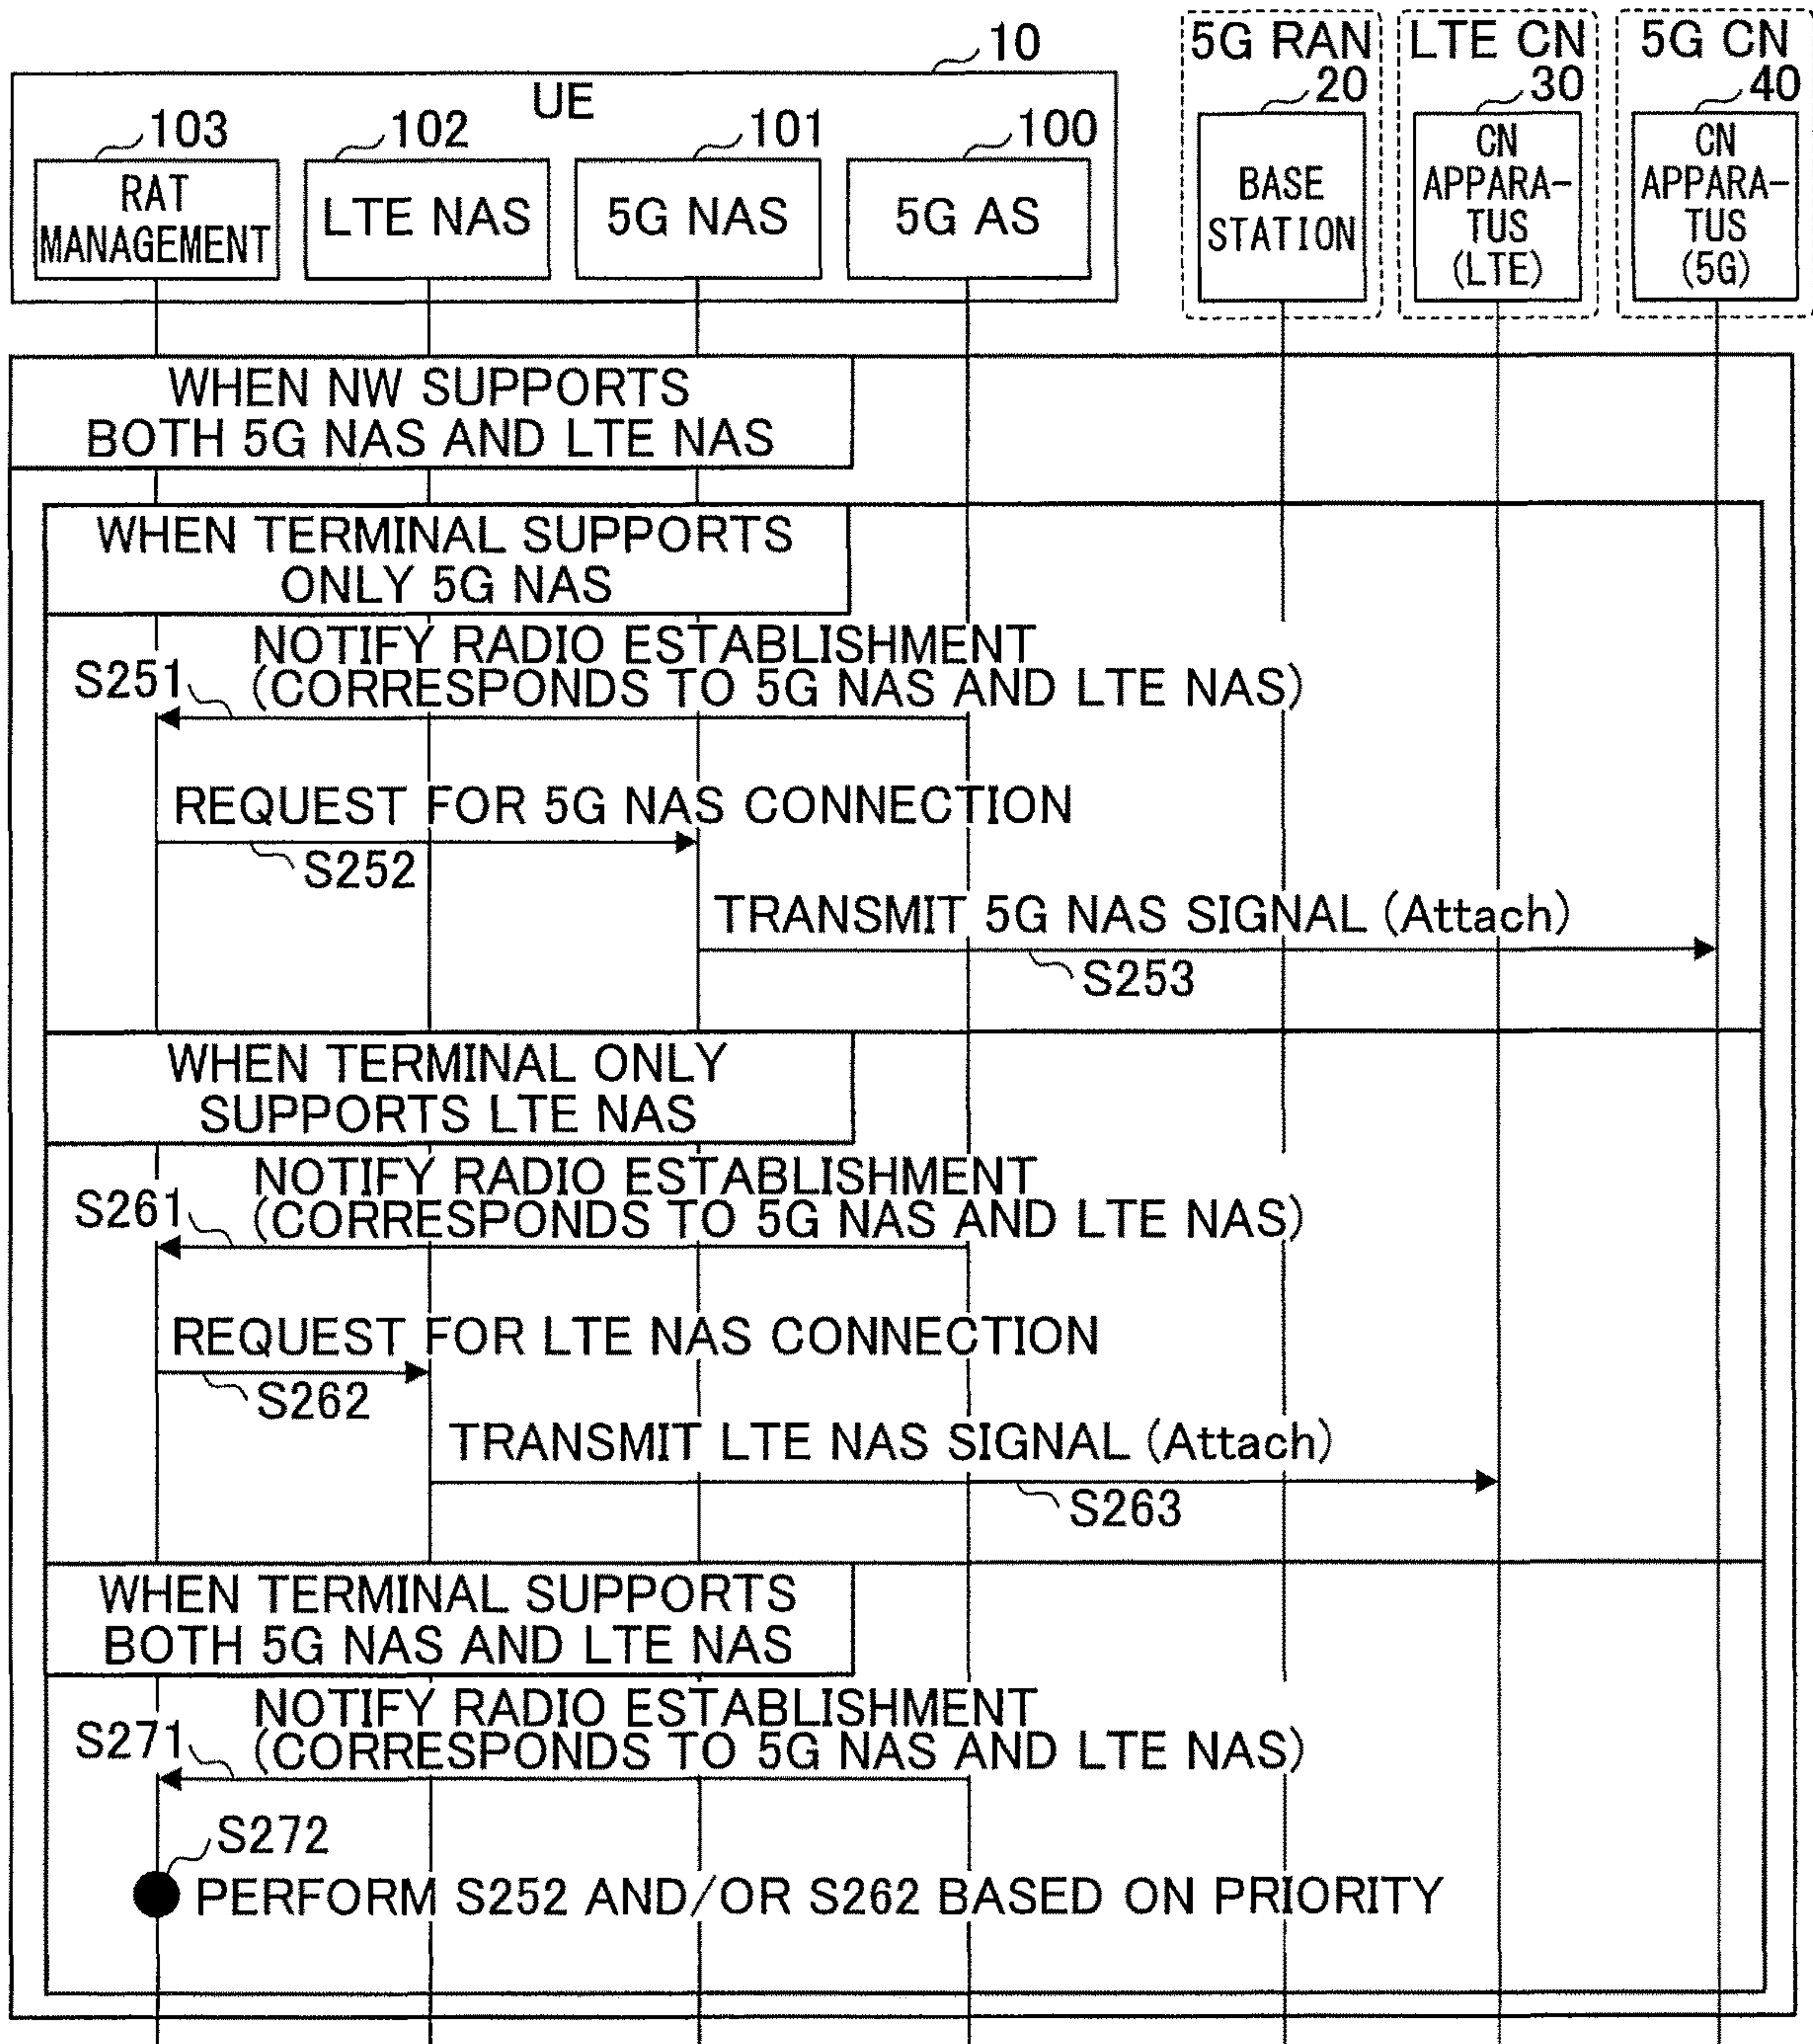 10
UE
103
102
101
100
RAT
MANAGEMENT
LTE NAS
5G NAS
5G AS
5G RAN
20
BASE
STATION
LTE CN
30
CN
APPARA-
TUS
(LTE)
5G CN
40
CN
APPARA-
TUS
(5G)
WHEN NW SUPPORTS
BOTH 5G NAS AND LTE NAS
WHEN TERMINAL SUPPORTS
ONLY 5G NAS
NOTIFY RADIO ESTABLISHMENT
S251 (CORRESPONDS TO 5G NAS AND LTE NAS)
REQUEST FOR 5G NAS CONNECTION
S252
TRANSMIT 5G NAS SIGNAL (Attach)
S253
WHEN TERMINAL ONLY
SUPPORTS LTE NAS
NOTIFY RADIO ESTABLISHMENT
S261 (CORRESPONDS TO 5G NAS AND LTE NAS)
REQUEST FOR LTE NAS CONNECTION
S262
TRANSMIT LTE NAS SIGNAL (Attach)
S263
WHEN TERMINAL SUPPORTS
BOTH 5G NAS AND LTE NAS
NOTIFY RADIO ESTABLISHMENT
S271 (CORRESPONDS TO 5G NAS AND LTE NAS)
S272
PERFORM S252 AND/OR S262 BASED ON PRIORITY